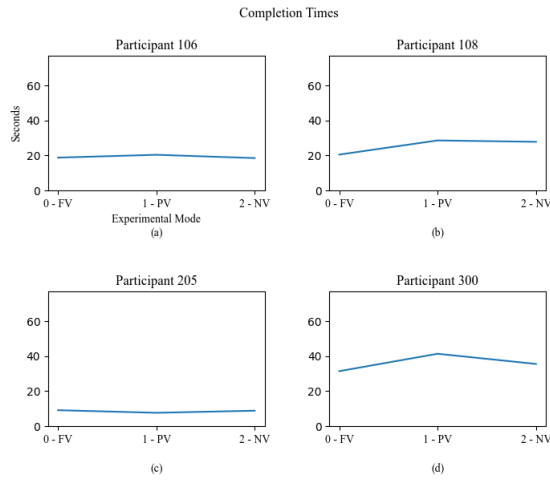 Completion Times
Participant 106
Participant 108
60
40
20
0
Seconds
0 - FV
1 - PV
2 - NV
Experimental Mode
(a)
60
40
20
0
0 - FV
1 - PV
2 - NV
(b)
Participant 205
Participant 300
60
40
20
0
0 - FV
1 - PV
2 - NV
(c)
60
40
20
0
0 - FV
1 - PV
2 - NV
(d)